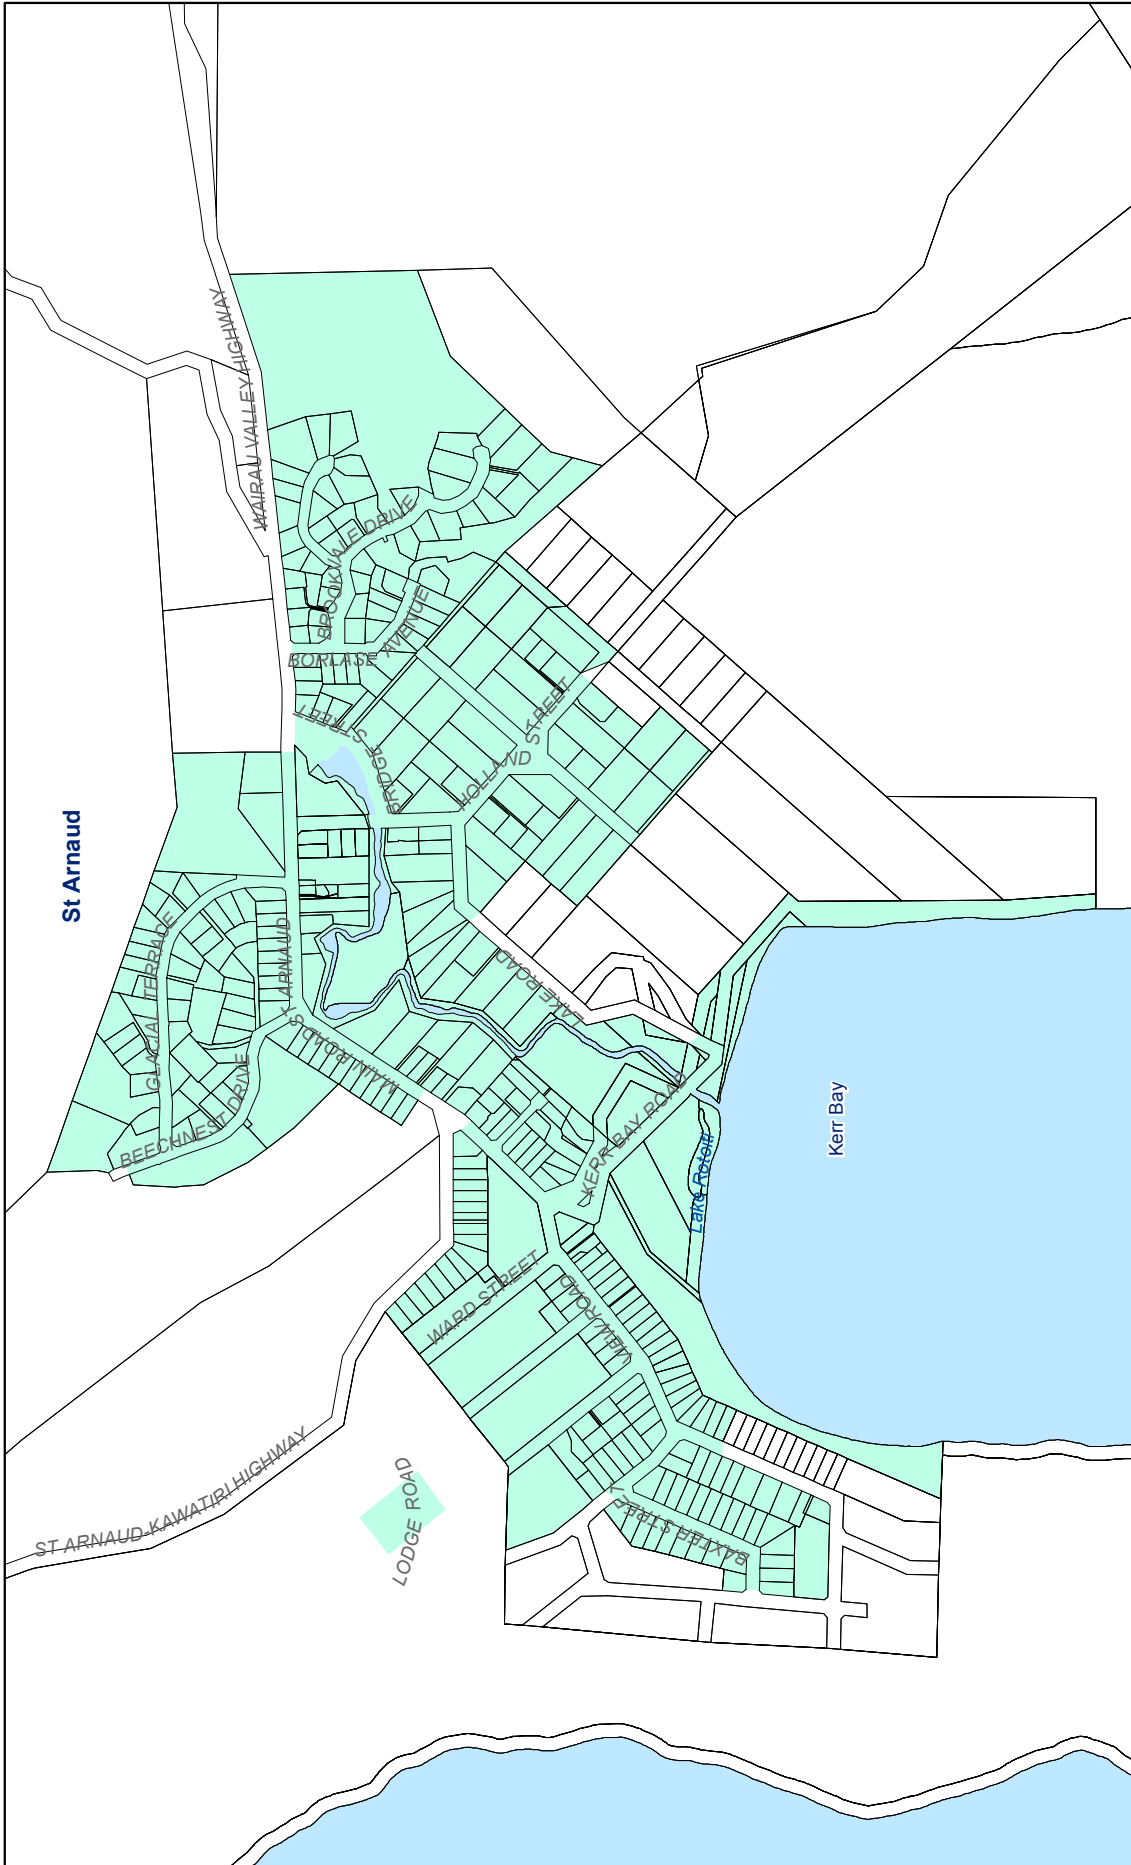 St Arnaud
WAIRAU VALLEY HIGHWAY
BROOKVALE DRIVE
BORLASE AVENUE
BRIDGE STREET
HOLLAND STREET
GLACIAL TERRACE
BEECHNEST DRIVE
MAIN ROAD ST ARNAUD
LAKE ROAD
KERR BAY ROAD
Lake Rotoiti
Kerr Bay
WARD STREET
VIEW ROAD
BAXTER STREET
LODGE ROAD
ST ARNAUD-KAWATIRI HIGHWAY